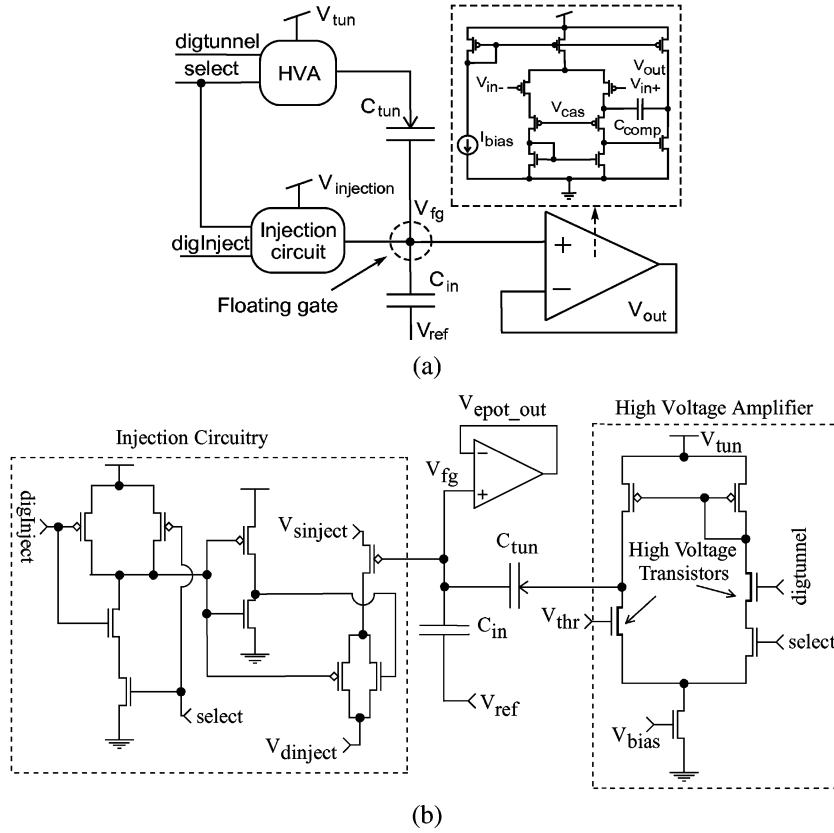 V_tun
digtunnel
select
HVA
C_tun
V_injection
Injection
circuit
digInject
V_fg
Floating gate
C_in
V_ref
V_out
V_in-
V_in+
V_cas
C_comp
I_bias
+
−
V_out
(a)
V_epot_out
High Voltage Amplifier
Injection Circuitry
V_tun
V_fg
−
+
digInject
V_sinject
C_tun
High Voltage
Transistors
digtunnel
V_thr
C_in
select
select
V_ref
V_dinject
V_bias
(b)